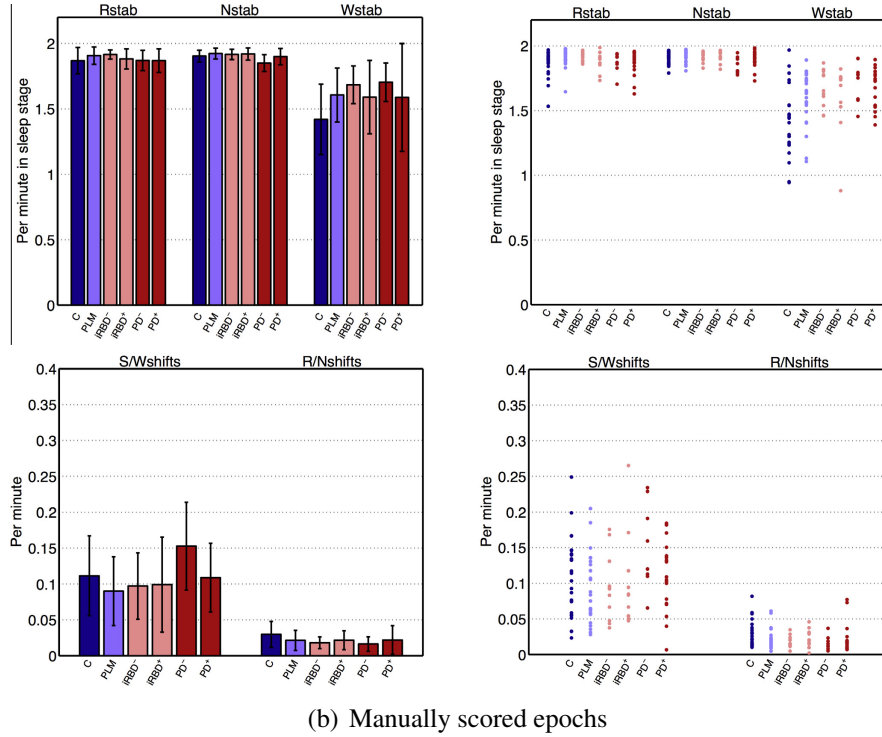 Rstab Nstab Wstab
2
1.5
1
0.5
0
Per minute in sleep stage
C PLM iRBD⁻ iRBD⁺ PD⁻ PD⁺ C PLM iRBD⁻ iRBD⁺ PD⁻ PD⁺ C PLM iRBD⁻ iRBD⁺ PD⁻ PD⁺
Rstab Nstab Wstab
2
1.5
1
0.5
0
Per minute in sleep stage
C PLM iRBD⁻ iRBD⁺ PD⁻ PD⁺ C PLM iRBD⁻ iRBD⁺ PD⁻ PD⁺ C PLM iRBD⁻ iRBD⁺ PD⁻ PD⁺
S/Wshifts R/Nshifts
0.4
0.35
0.3
0.25
0.2
0.15
0.1
0.05
0
Per minute
C PLM iRBD⁻ iRBD⁺ PD⁻ PD⁺ C PLM iRBD⁻ iRBD⁺ PD⁻ PD⁺
S/Wshifts R/Nshifts
0.4
0.35
0.3
0.25
0.2
0.15
0.1
0.05
0
Per minute
C PLM iRBD⁻ iRBD⁺ PD⁻ PD⁺ C PLM iRBD⁻ iRBD⁺ PD⁻ PD⁺
(b) Manually scored epochs